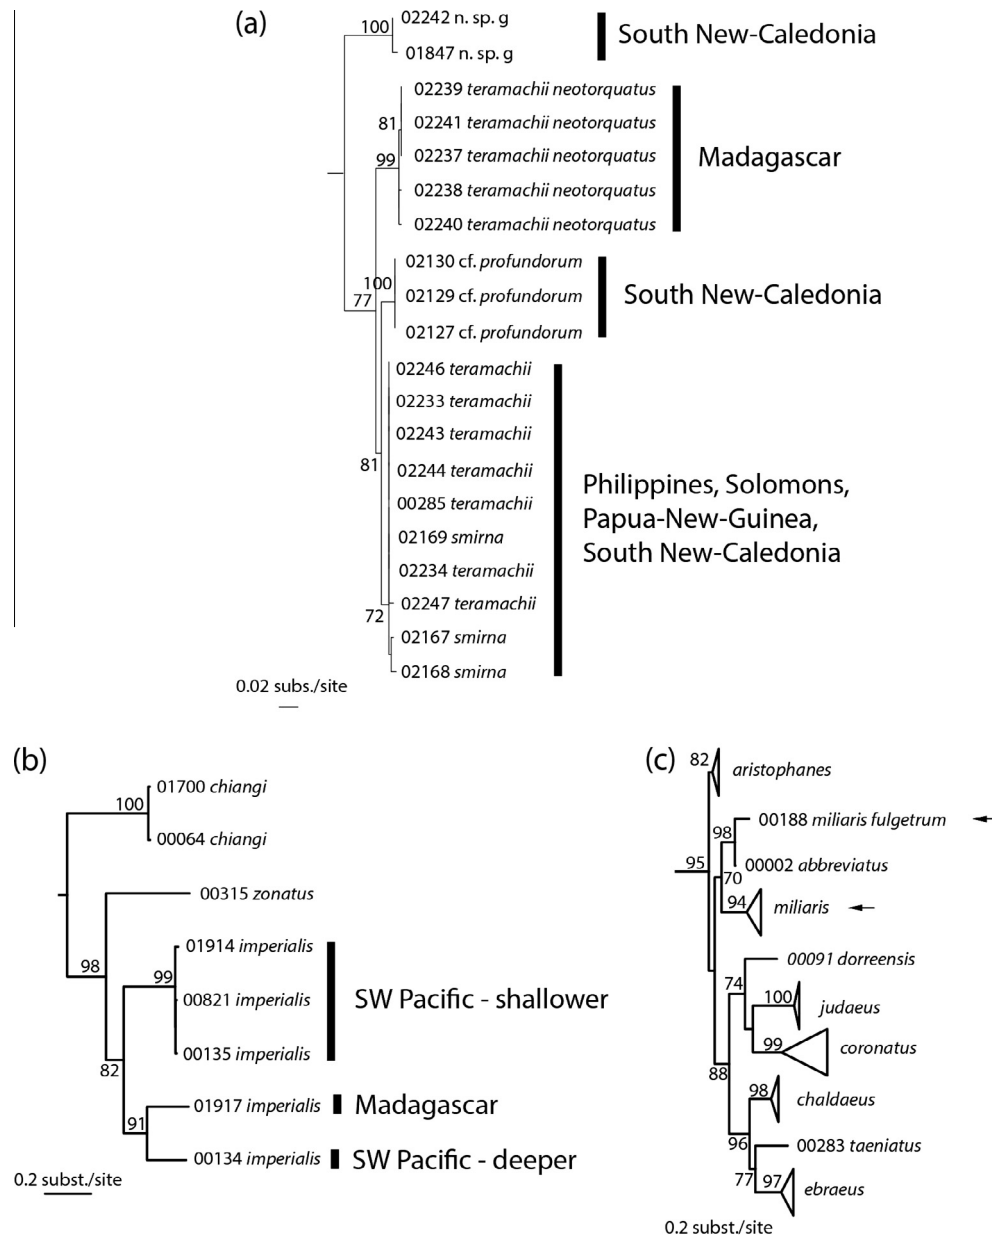 (a)
02242 n. sp. g
01847 n. sp. g
100
South New-Caledonia
02239 teramachii neotorquatus
02241 teramachii neotorquatus
02237 teramachii neotorquatus
02238 teramachii neotorquatus
02240 teramachii neotorquatus
81
99
Madagascar
02130 cf. profundorum
02129 cf. profundorum
02127 cf. profundorum
100
77
South New-Caledonia
02246 teramachii
02233 teramachii
02243 teramachii
02244 teramachii
00285 teramachii
02169 smirna
02234 teramachii
02247 teramachii
02167 smirna
02168 smirna
81
72
Philippines, Solomons,
Papua-New-Guinea,
South New-Caledonia
0.02 subs./site
(b)
01700 chiangi
100
00064 chiangi
00315 zonatus
98
01914 imperialis
99
00821 imperialis
00135 imperialis
SW Pacific - shallower
82
01917 imperialis
Madagascar
91
00134 imperialis
SW Pacific - deeper
0.2 subst./site
(c)
82
aristophanes
00188 miliaris fulgetrum
98
95
00002 abbreviatus
70
94
miliaris
00091 dorreensis
74
100
judaeus
99
coronatus
88
98
chaldaeus
96
00283 taeniatus
77
97
ebraeus
0.2 subst./site